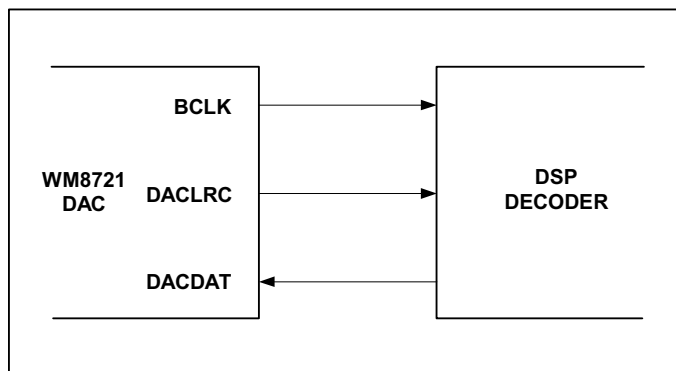 BCLK
WM8721
DAC
DACLRC
DSP
DECODER
DACDAT